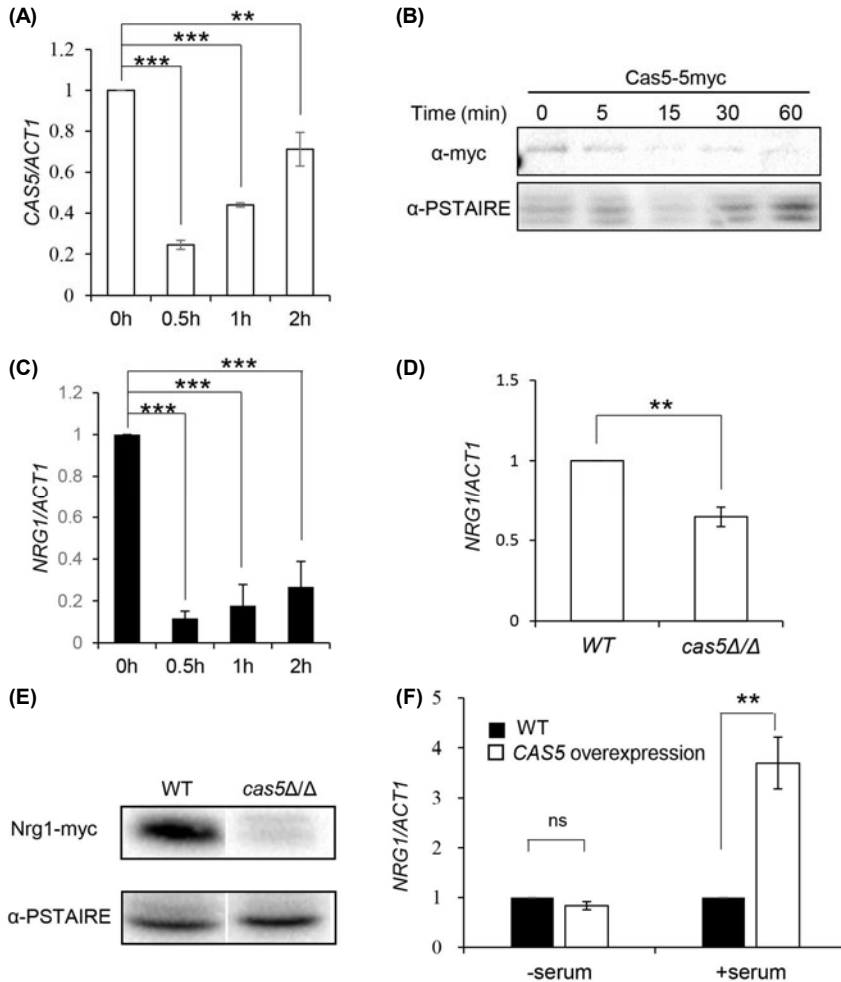 (A)
**
***
***
CAS5/ACT1
1
0.8
0.6
0.4
0.2
0
0h 0.5h 1h 2h
(B)
Cas5-5myc
Time (min) 0 5 15 30 60
α-myc
α-PSTAIRE
(C)
***
***
***
NRG1/ACT1
1.2
1
0.8
0.6
0.4
0.2
0
0h 0.5h 1h 2h
(D)
**
NRG1/ACT1
1.5
1
0.5
0
WT cas5Δ/Δ
(E)
WT cas5Δ/Δ
Nrg1-myc
α-PSTAIRE
(F)
WT
CAS5 overexpression
**
ns
NRG1/ACT1
5
4
3
2
1
0
-serum +serum